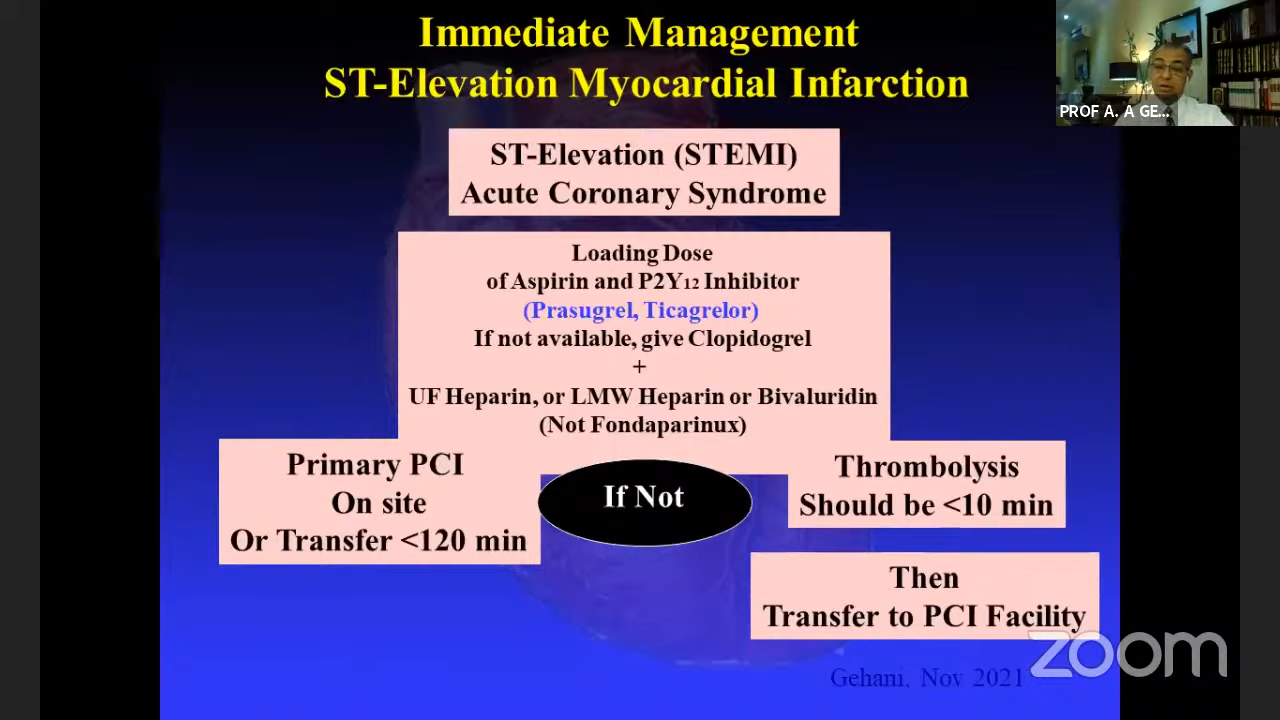 Immediate Management
ST-Elevation Myocardial Infarction
PROF A. A GE...
ST-Elevation (STEMI)
Acute Coronary Syndrome
Loading Dose
of Aspirin and P2Y12 Inhibitor
(Prasugrel, Ticagrelor)
If not available, give Clopidogrel
+
UF Heparin, or LMW Heparin or Bivaluridin
(Not Fondaparinux)
Primary PCI
On site
Or Transfer <120 min
If Not
Thrombolysis
Should be <10 min
Then
Transfer to PCI Facility
zoom
Gehani, Nov 2021